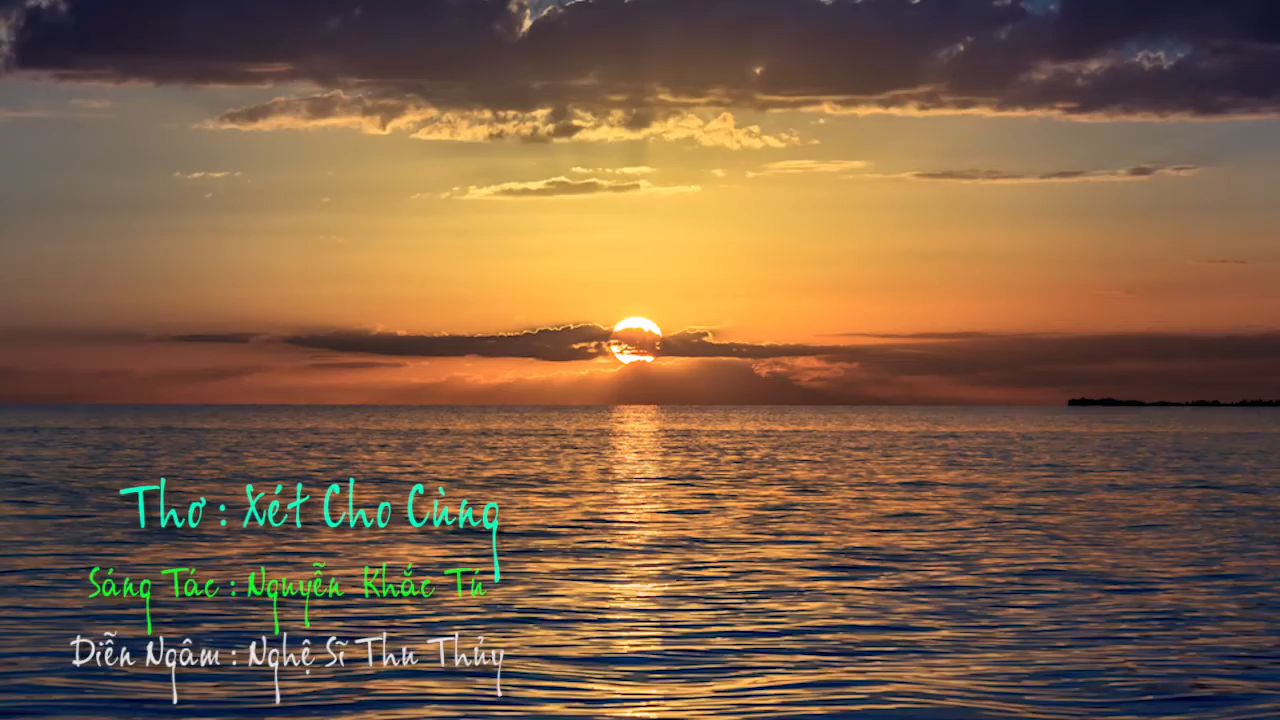 Thơ : Xét Cho Cùng
Sáng Tác : Nguyễn Khắc Tú
Diễn Ngâm : Nghệ Sĩ Thu Thủy